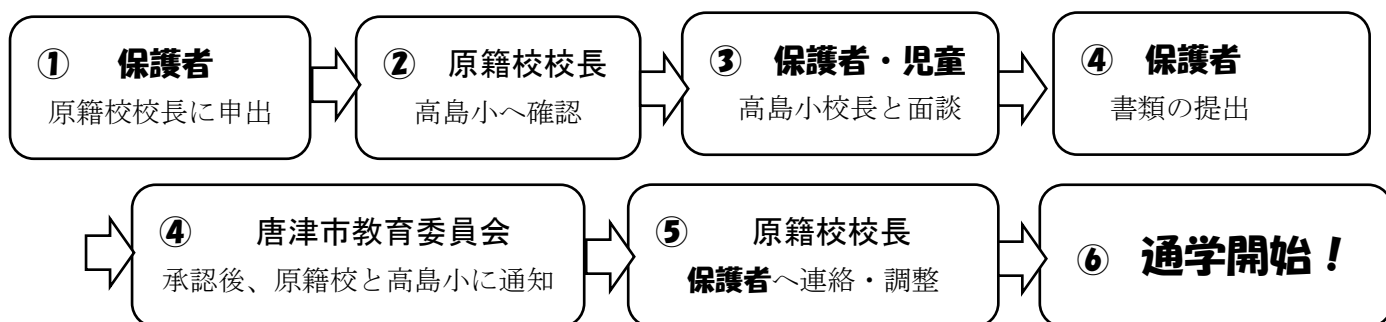 ① 保護者
原籍校校長に申出
② 原籍校校長
高島小へ確認
③ 保護者・児童
高島小校長と面談
④ 保護者
書類の提出
④ 唐津市教育委員会
承認後、原籍校と高島小に通知
⑤ 原籍校校長
保護者へ連絡・調整
⑥ 通学開始！